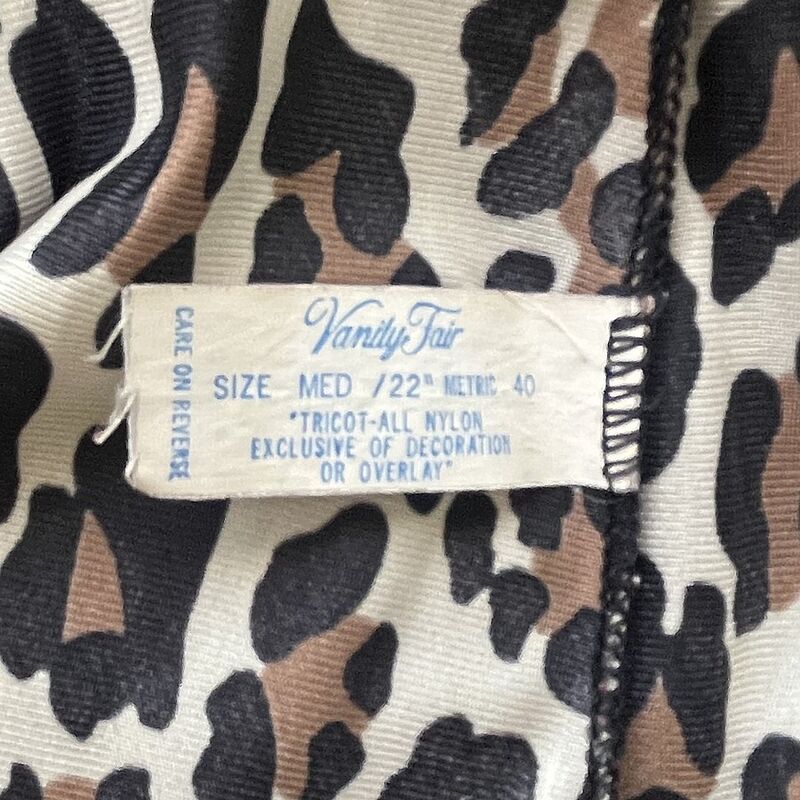 Vanity Fair
SIZE MED /22" METRIC 40
"TRICOT-ALL NYLON
EXCLUSIVE OF DECORATION
OR OVERLAY"
CARE ON REVERSE